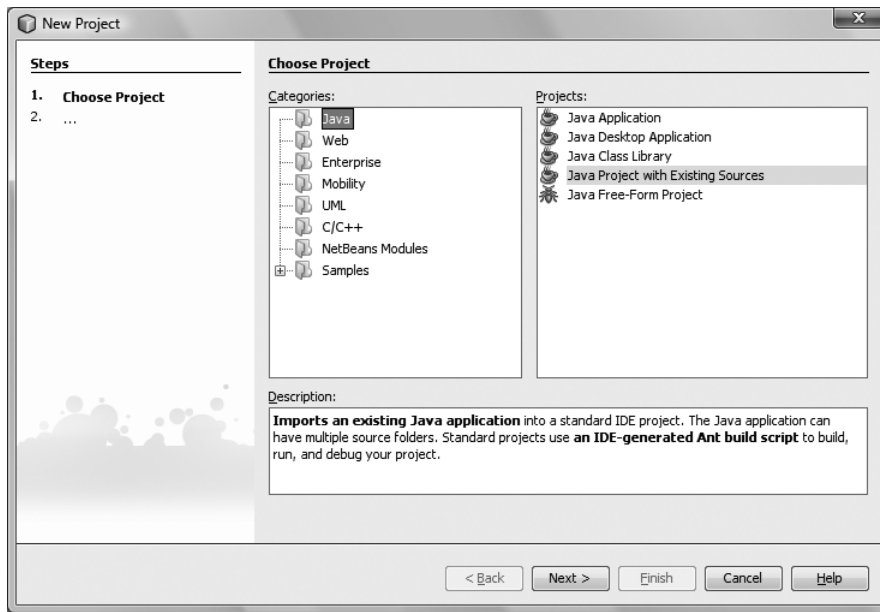 New Project
Steps
1. Choose Project
2. ...
Choose Project
Categories:
Java
Web
Enterprise
Mobility
UML
C/C++
NetBeans Modules
Samples
Projects:
Java Application
Java Desktop Application
Java Class Library
Java Project with Existing Sources
Java Free-Form Project
Description:
Imports an existing Java application into a standard IDE project. The Java application can
have multiple source folders. Standard projects use an IDE-generated Ant build script to build,
run, and debug your project.
< Back
Next >
Finish
Cancel
Help